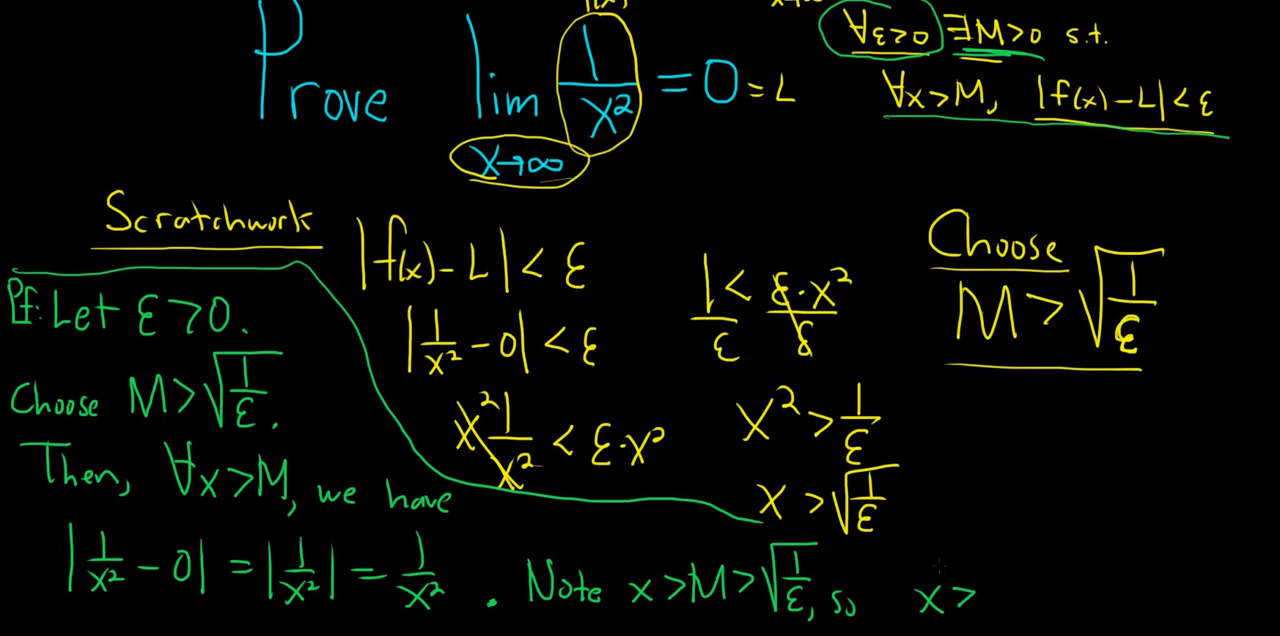 Prove lim 1/x² = 0 = L
x→∞
∀ε>0 ∃M>0 s.t.
∀x>M, |f(x)-L|<ε
Scratchwork
|f(x)-L|<ε
|1/x² - 0|<ε
x² 1/x² < ε·x²
1/ε < ε·x²/ε
x² > 1/ε
x > √(1/ε)
Choose
M > √(1/ε)
Pf: Let ε>0.
Choose M > √(1/ε).
Then, ∀x>M, we have
|1/x² - 0| = |1/x²| = 1/x². Note x>M>√(1/ε), so x>